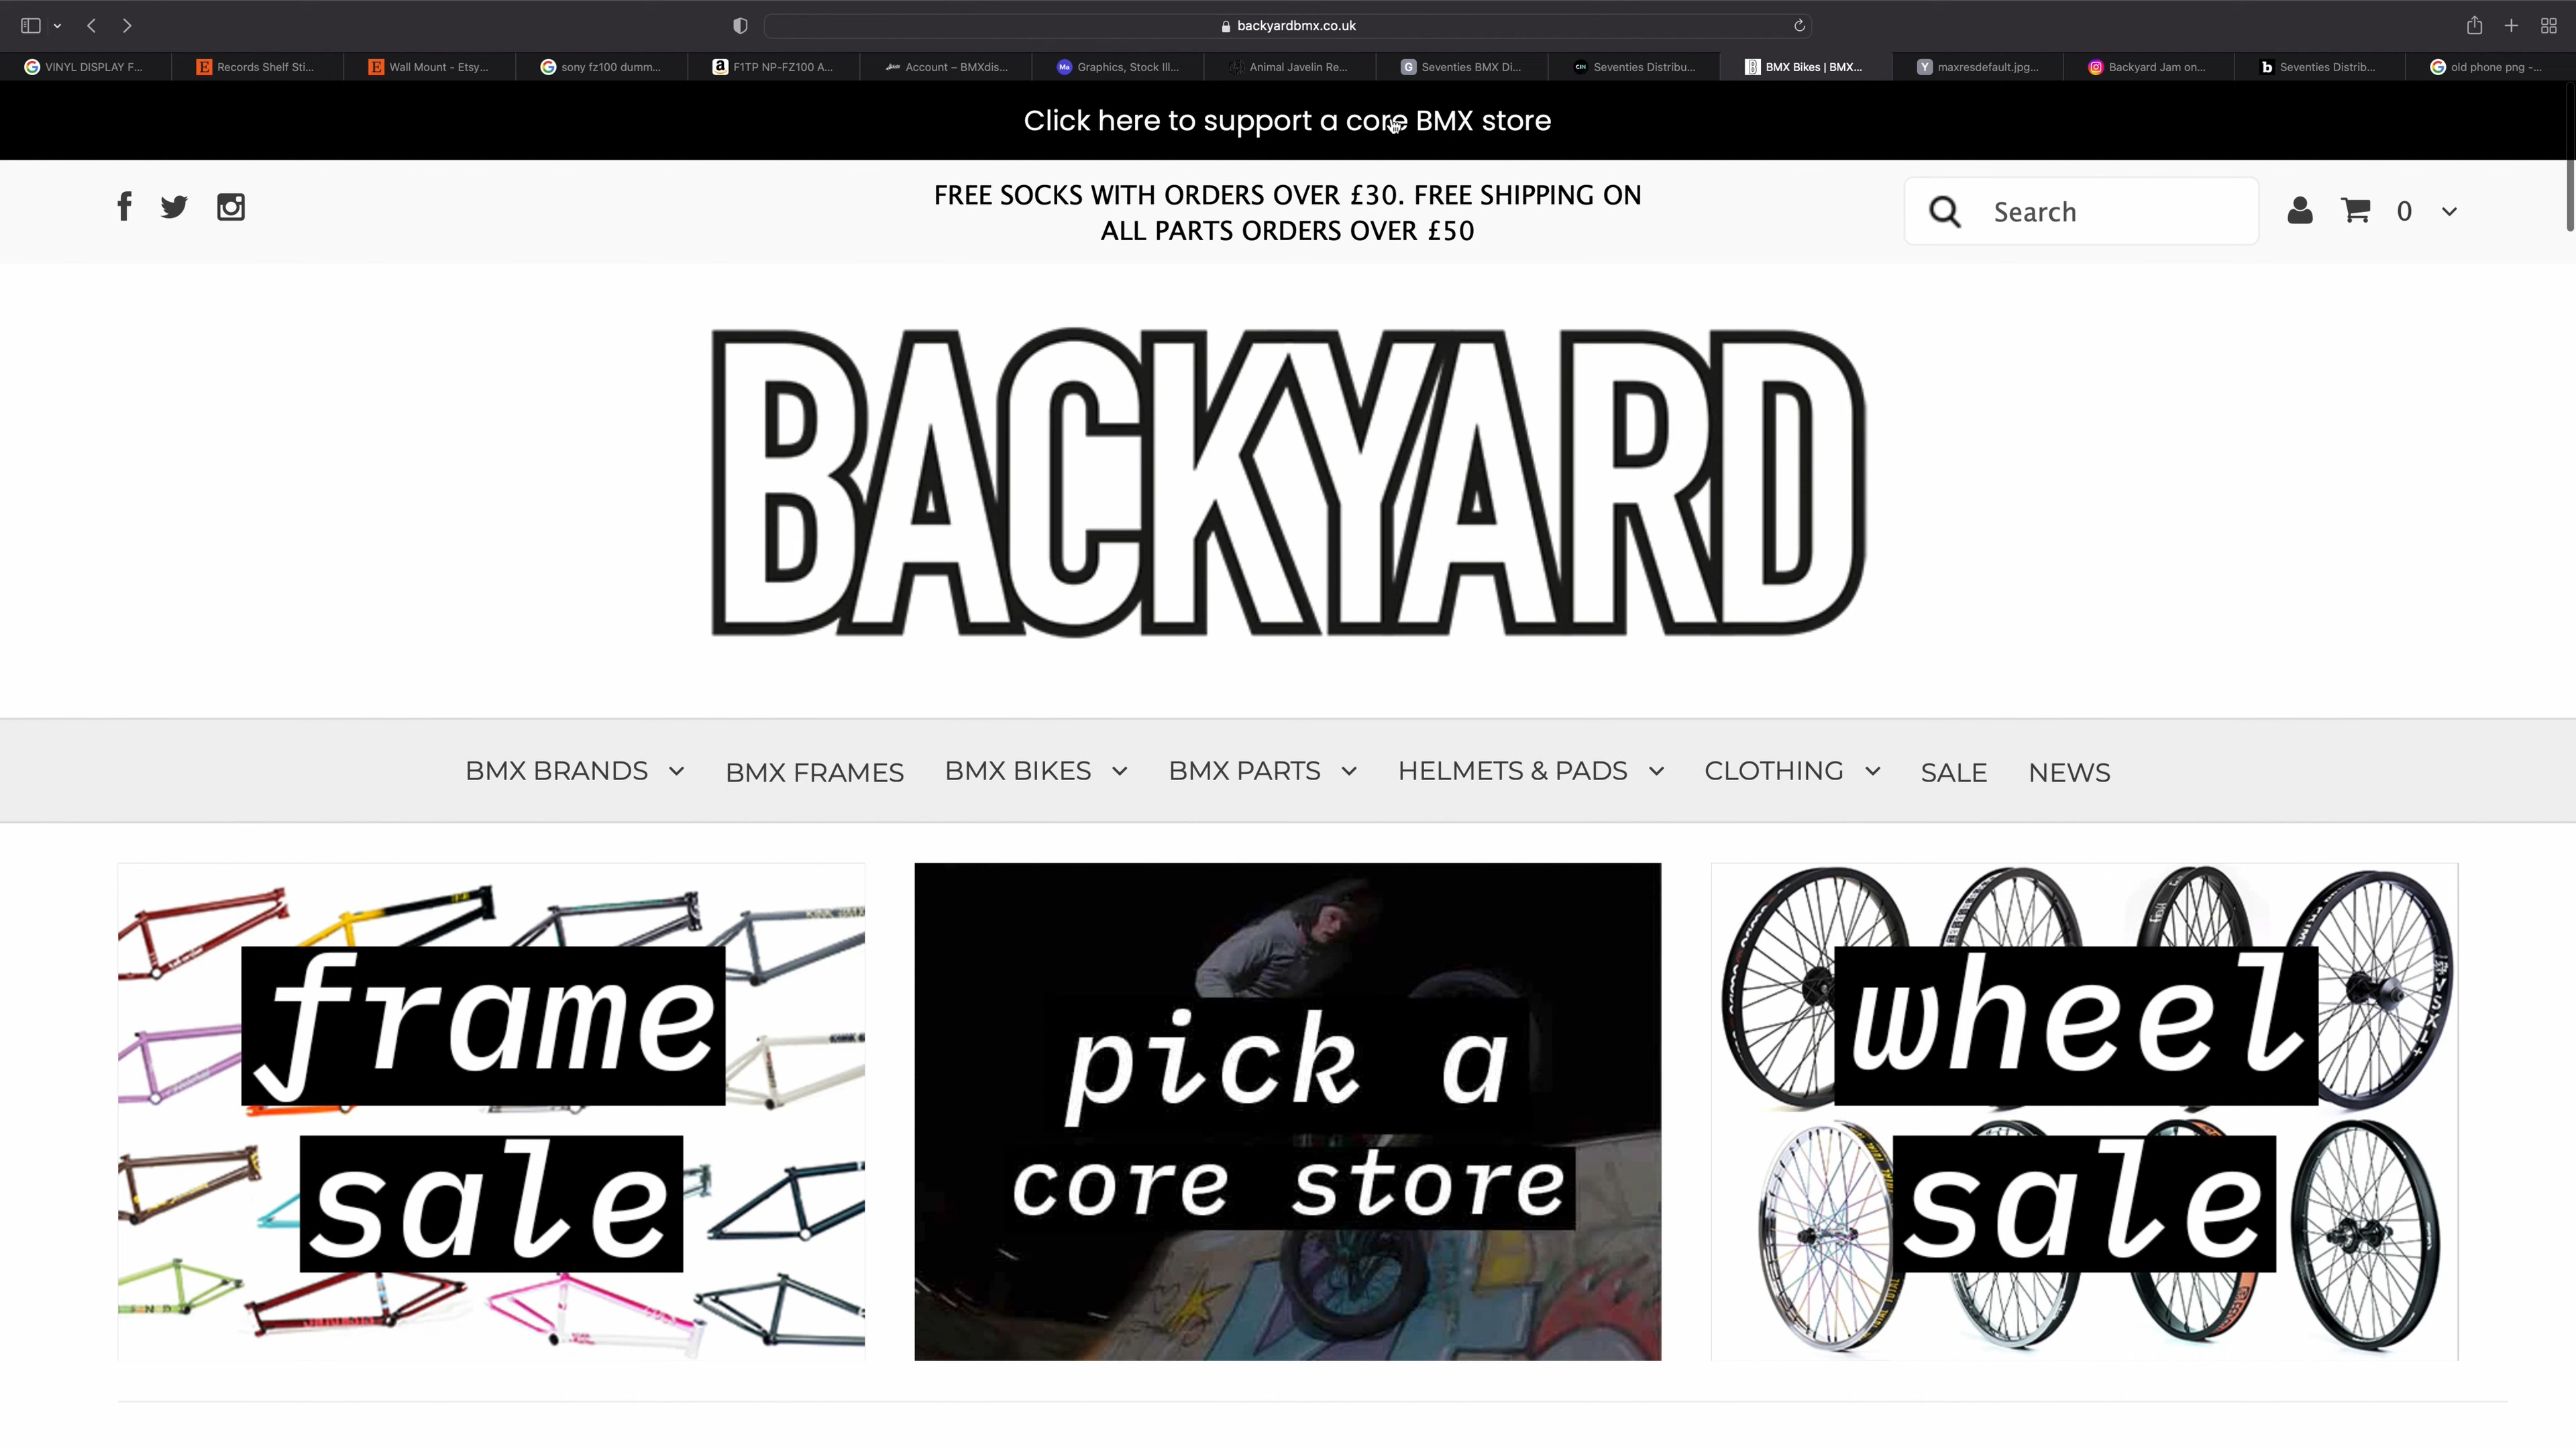 backyardbmx.co.uk
VINYL DISPLAY F...
Records Shelf Sti...
Wall Mount - Etsy...
sony fz100 dumm...
F1TP NP-FZ100 A...
Account – BMXdis...
Graphics, Stock Ill...
Animal Javelin Re...
Seventies BMX Di...
Seventies Distribu...
BMX Bikes | BMX...
maxresdefault.jpg...
Backyard Jam on...
Seventies Distrib...
old phone png -...
Click here to support a core BMX store
FREE SOCKS WITH ORDERS OVER £30. FREE SHIPPING ON
ALL PARTS ORDERS OVER £50
Search
0
BACKYARD
BMX BRANDS
BMX FRAMES
BMX BIKES
BMX PARTS
HELMETS & PADS
CLOTHING
SALE
NEWS
frame
sale
pick a
core store
wheel
sale